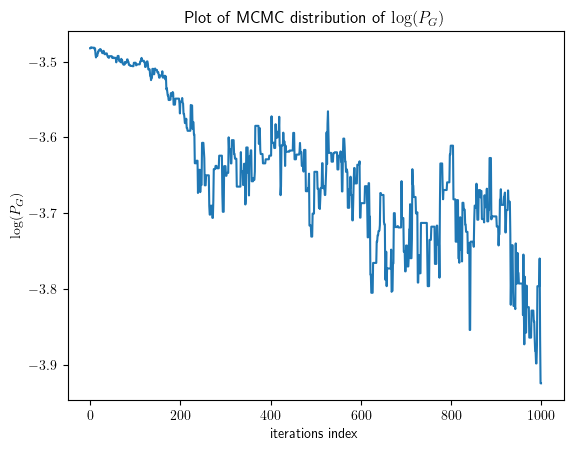 Plot of MCMC distribution of log(P_G)
log(P_G)
−3.5
−3.6
−3.7
−3.8
−3.9
0 200 400 600 800 1000
iterations index